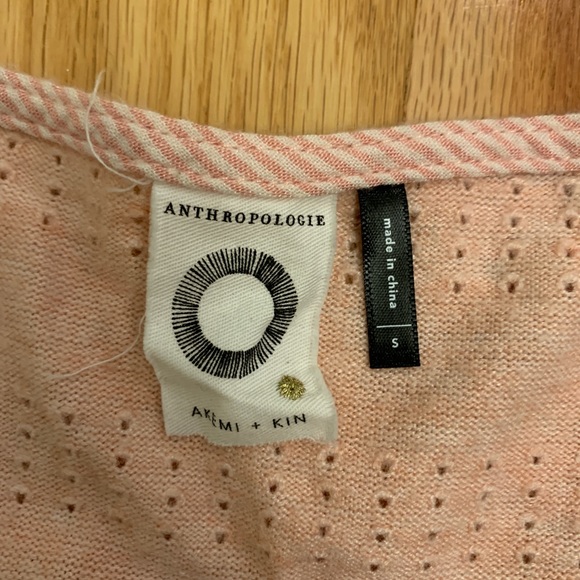 ANTHROPOLOGIE
AKEMI + KIN
made in china
S